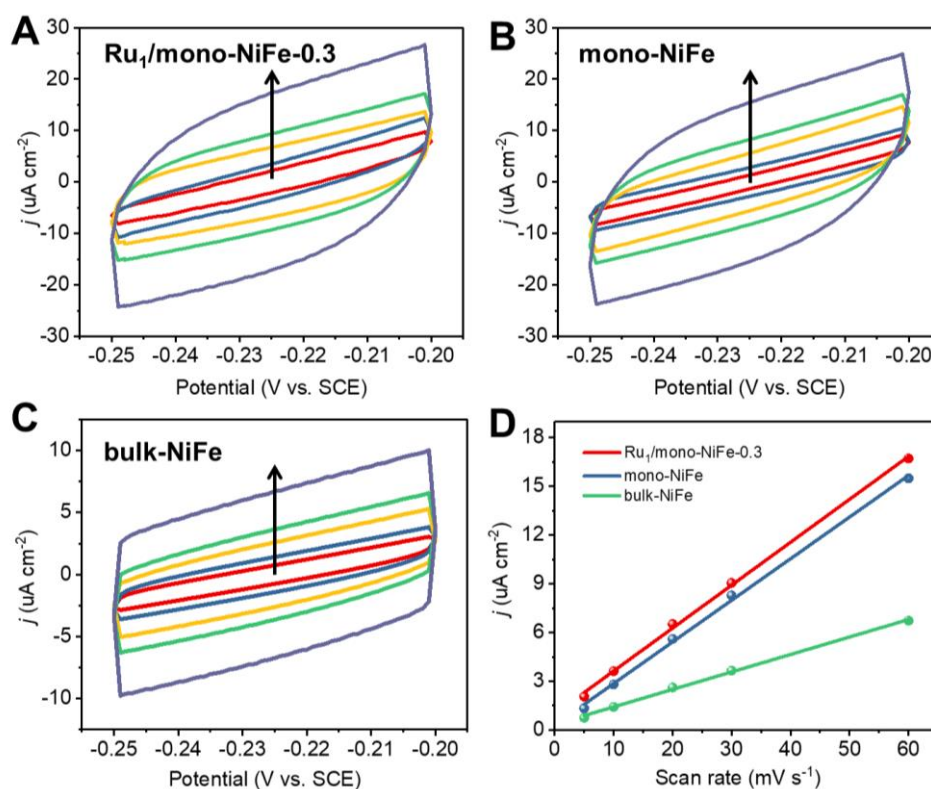 A
Ru₁/mono-NiFe-0.3
30
20
10
0
-10
-20
-30
j (uA cm⁻²)
-0.25 -0.24 -0.23 -0.22 -0.21 -0.20
Potential (V vs. SCE)
B
mono-NiFe
30
20
10
0
-10
-20
-30
j (uA cm⁻²)
-0.25 -0.24 -0.23 -0.22 -0.21 -0.20
Potential (V vs. SCE)
C
bulk-NiFe
10
5
0
-5
-10
j (uA cm⁻²)
-0.25 -0.24 -0.23 -0.22 -0.21 -0.20
Potential (V vs. SCE)
D
Ru₁/mono-NiFe-0.3
mono-NiFe
bulk-NiFe
18
15
12
9
6
3
0
j (uA cm⁻²)
0 10 20 30 40 50 60
Scan rate (mV s⁻¹)